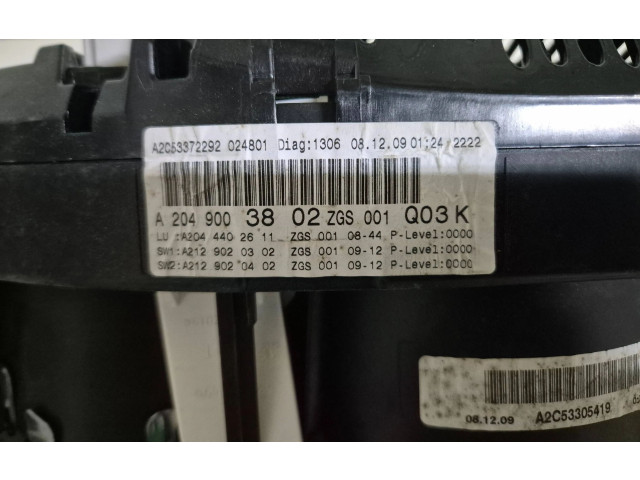 A2C53372292 024801 Diag:1306 08.12.09 01:24 2222
A 204 900 38 02 ZGS 001 Q03 K
LU :A204 440 26 11 ZGS 001 06-44 P-Level:0000
SW1:A212 902 03 02 ZGS 001 09-12 P-Level:0000
SW2:A212 902 04 02 ZGS 001 09-12 P-Level:0000
08.12.09 A2C53305419